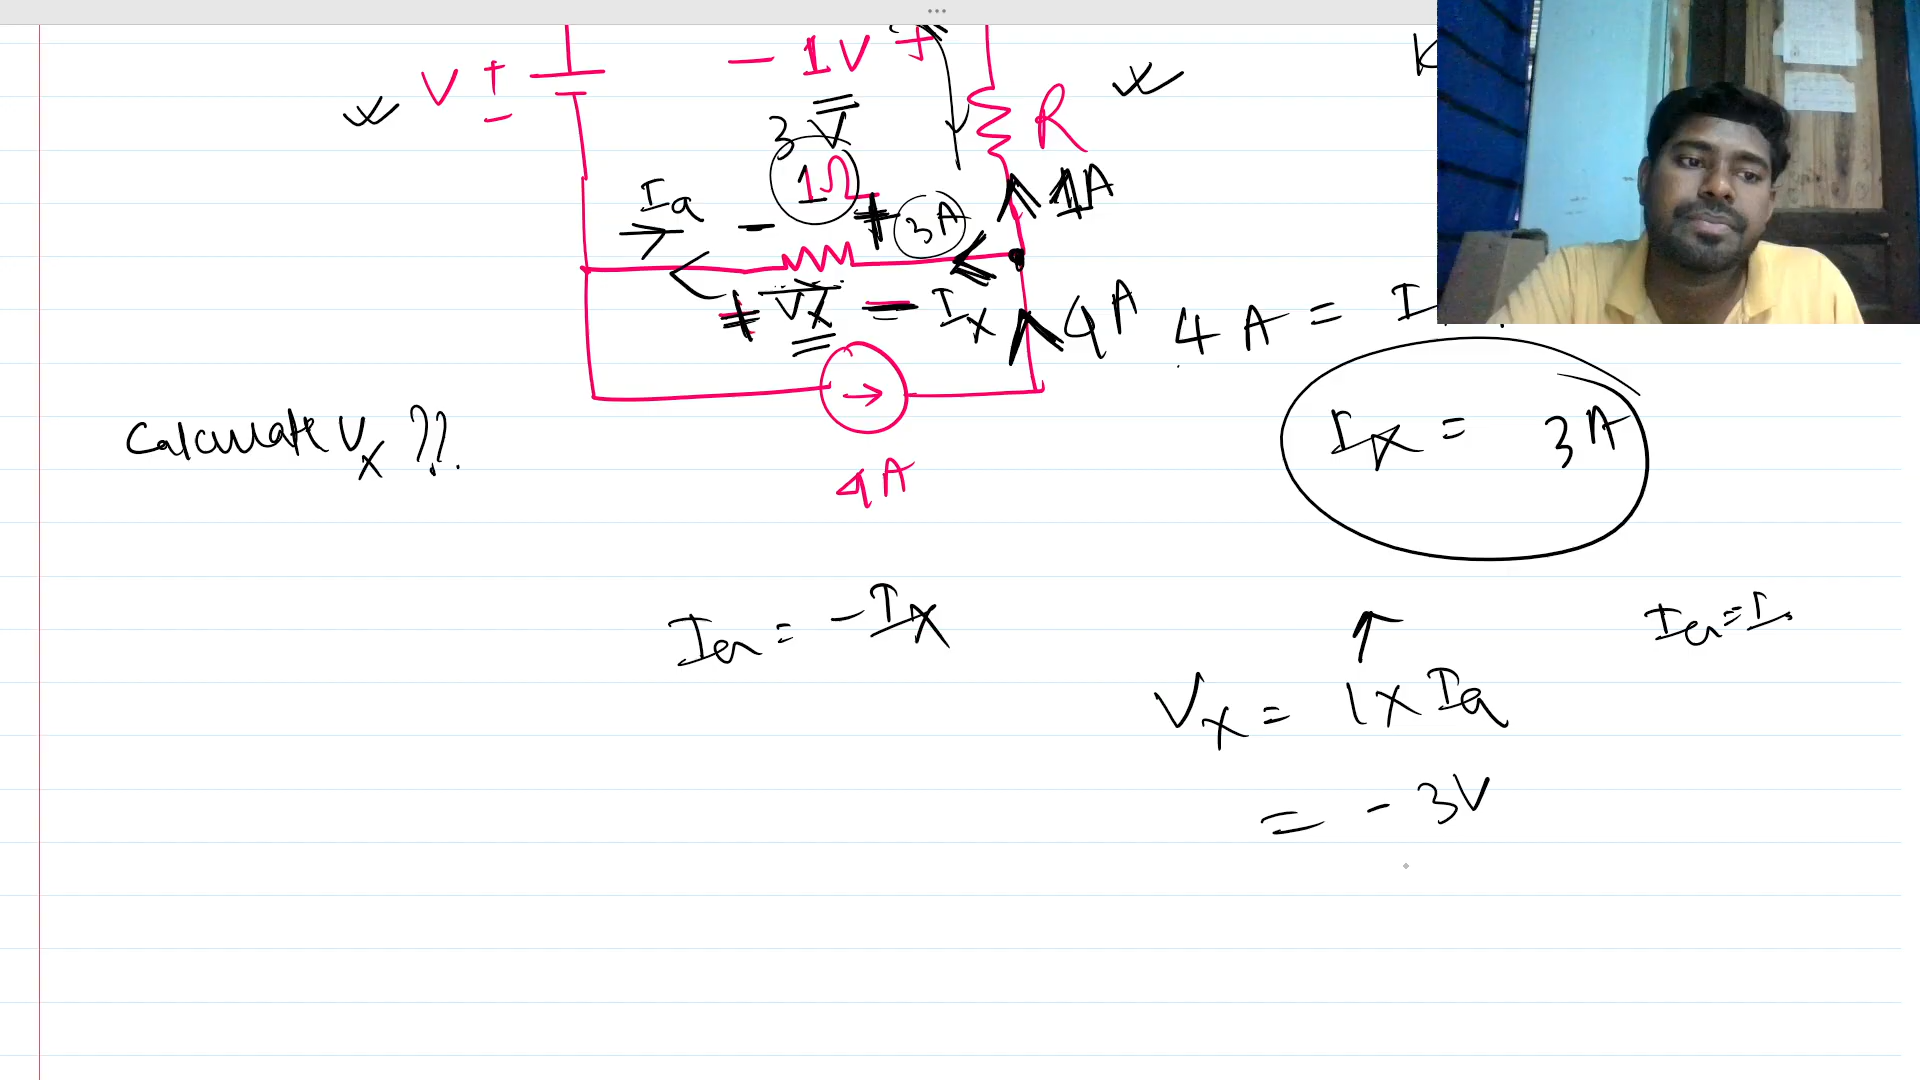 - 1V +
V + -
3V
R
1Ω
Ia
1A
- +
3A
+ Vx - Ix
4A
4A = I
4A
Calculate Vx ??
Ix = 3A
Ia = -Ix
Ia = I
Vx = 1 x Ia
= -3V